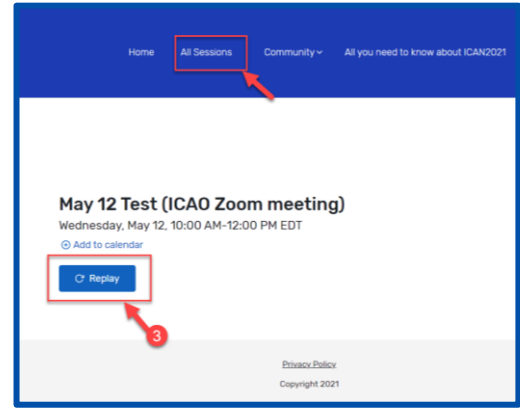 Home All Sessions Community All you need to know about ICAN2021
May 12 Test (ICAO Zoom meeting)
Wednesday, May 12, 10:00 AM-12:00 PM EDT
Add to calendar
Replay
3
Privacy Policy
Copyright 2021